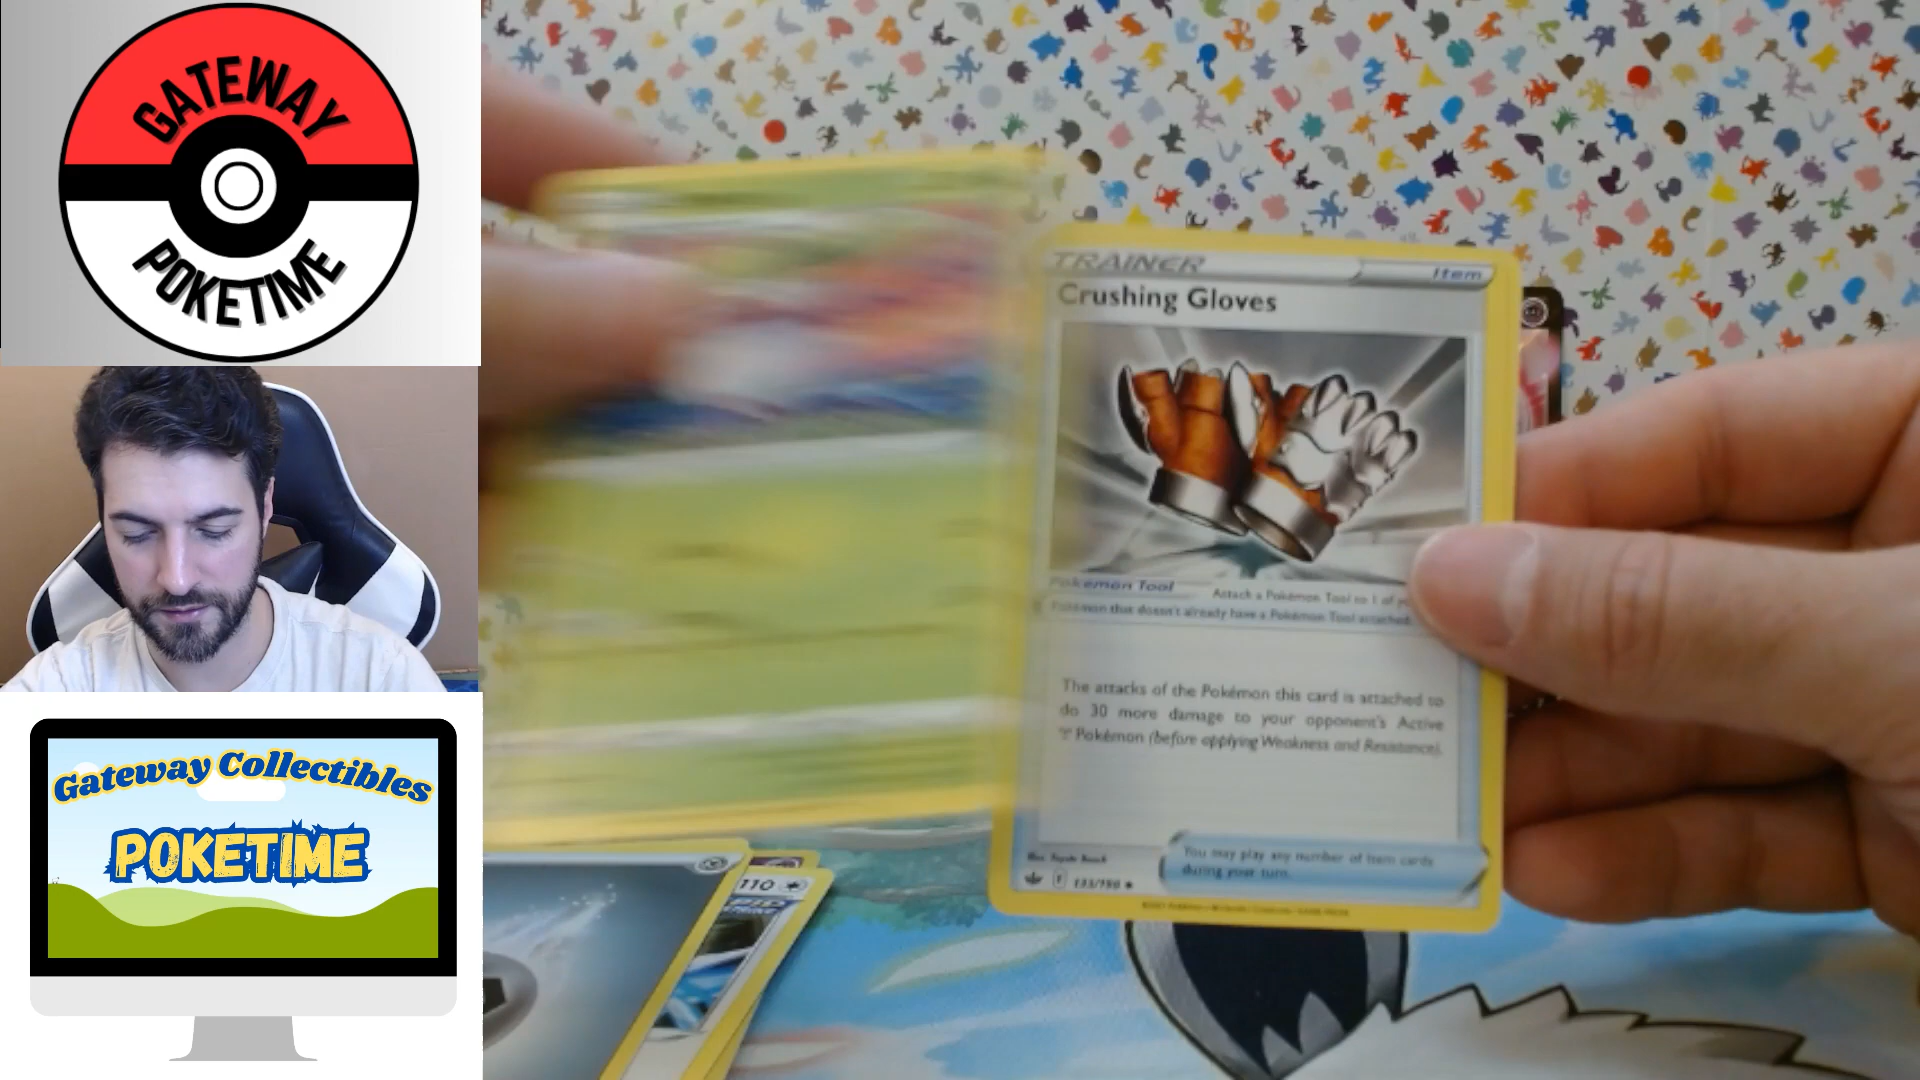 GATEWAY
POKETIME
Gateway Collectibles
POKETIME
TRAINER
Item
Crushing Gloves
Pokémon Tool
Attach a Pokémon Tool to 1 of
Pokémon that doesn't already have a Pokémon Tool attached.
The attacks of the Pokémon this card is attached to
do 30 more damage to your opponent's Active
Pokémon (before applying Weakness and Resistance).
You may play any number of Item cards
during your turn.
133/198
110